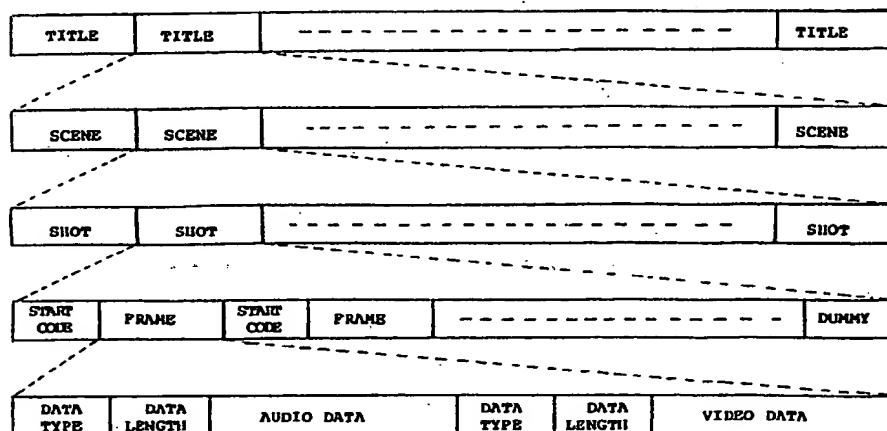 TITLE TITLE TITLE
SCENE SCENE SCENE
SHOT SHOT SHOT
START CODE FRAME START CODE FRAME DUMMY
DATA TYPE DATA LENGTH AUDIO DATA DATA TYPE DATA LENGTH VIDEO DATA